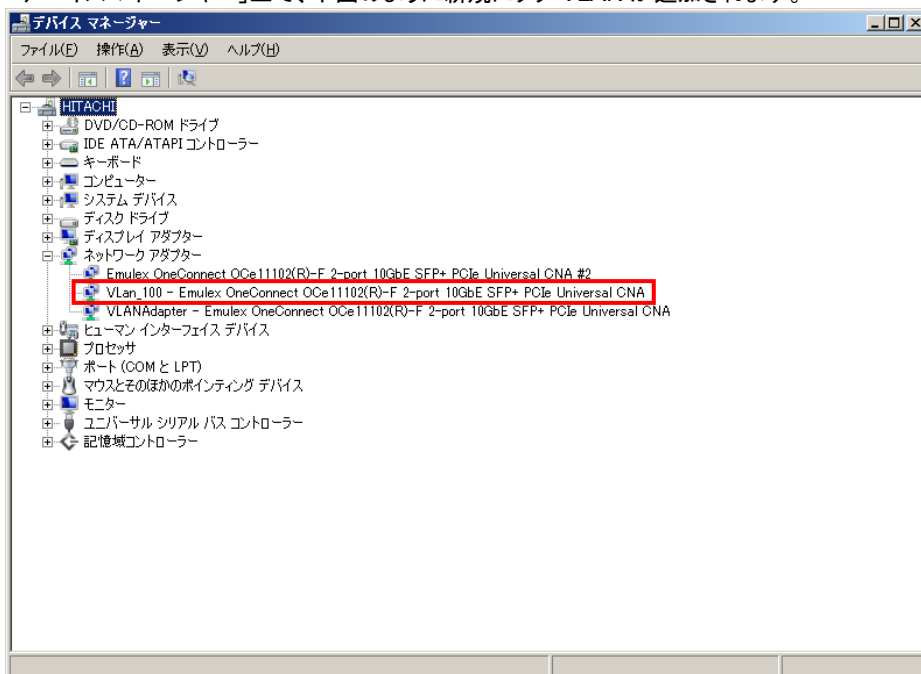 デバイス マネージャー
ファイル(F) 操作(A) 表示(V) ヘルプ(H)
HITACHI
DVD/CD-ROM ドライブ
IDE ATA/ATAPI コントローラー
キーボード
コンピューター
システム デバイス
ディスク ドライブ
ディスプレイ アダプター
ネットワーク アダプター
Emulex OneConnect OCe11102(R)-F 2-port 10GbE SFP+ PCIe Universal CNA #2
VLan_100 - Emulex OneConnect OCe11102(R)-F 2-port 10GbE SFP+ PCIe Universal CNA
VLANAdapter - Emulex OneConnect OCe11102(R)-F 2-port 10GbE SFP+ PCIe Universal CNA
ヒューマン インターフェイス デバイス
プロセッサ
ポート (COM と LPT)
マウスとそのほかのポインティング デバイス
モニター
ユニバーサル シリアル バス コントローラー
記憶域コントローラー